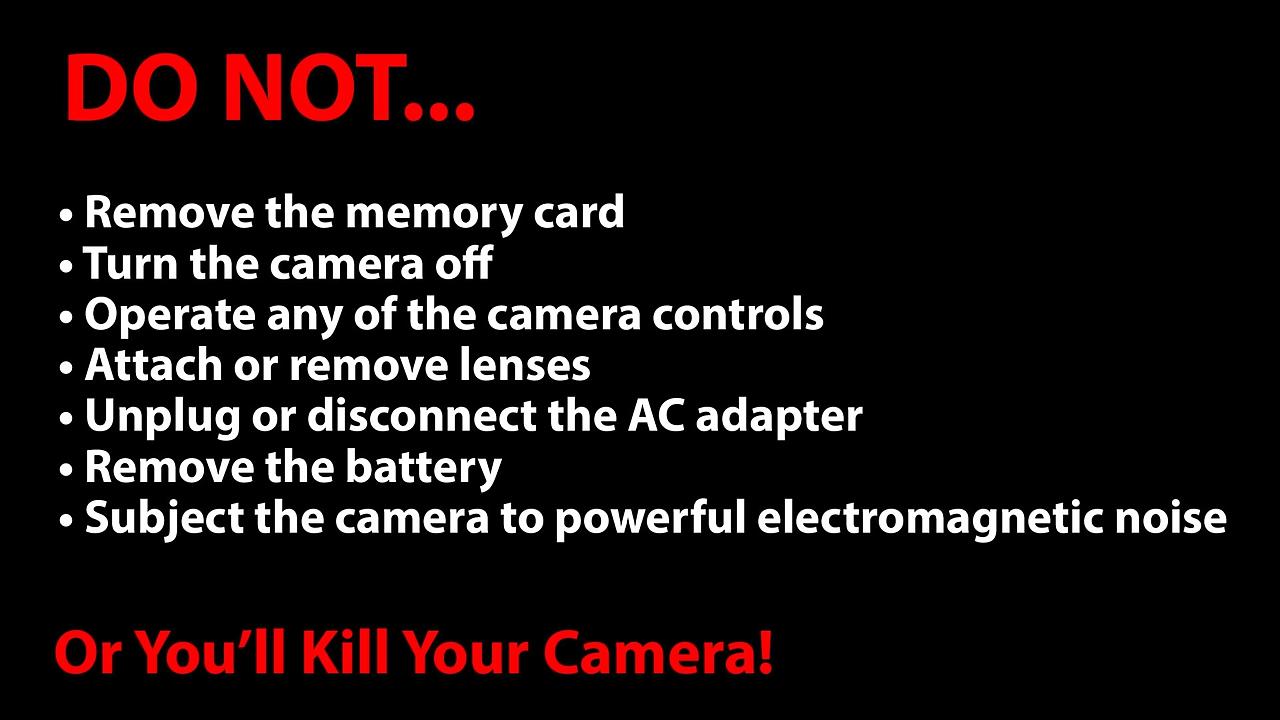 DO NOT...
• Remove the memory card
• Turn the camera off
• Operate any of the camera controls
• Attach or remove lenses
• Unplug or disconnect the AC adapter
• Remove the battery
• Subject the camera to powerful electromagnetic noise
Or You’ll Kill Your Camera!